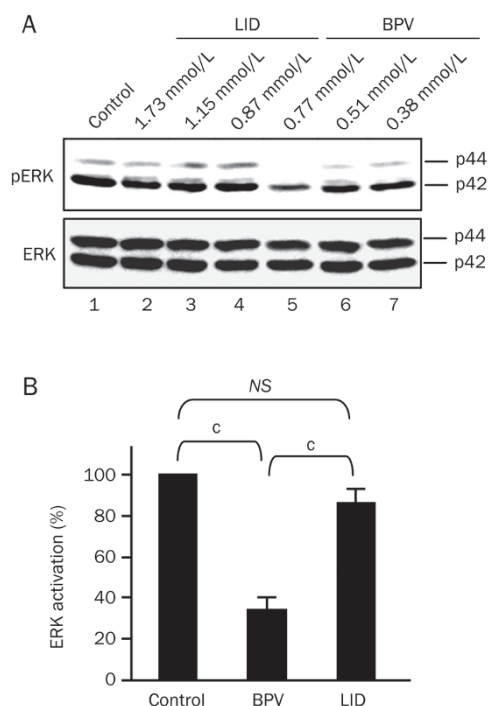 A
LID BPV
Control 1.73 mmol/L 1.15 mmol/L 0.87 mmol/L 0.77 mmol/L 0.51 mmol/L 0.38 mmol/L
pERK p44
p42
ERK p44
p42
1 2 3 4 5 6 7
B
NS
c c
ERK activation (%)
100
80
60
40
20
0
Control BPV LID